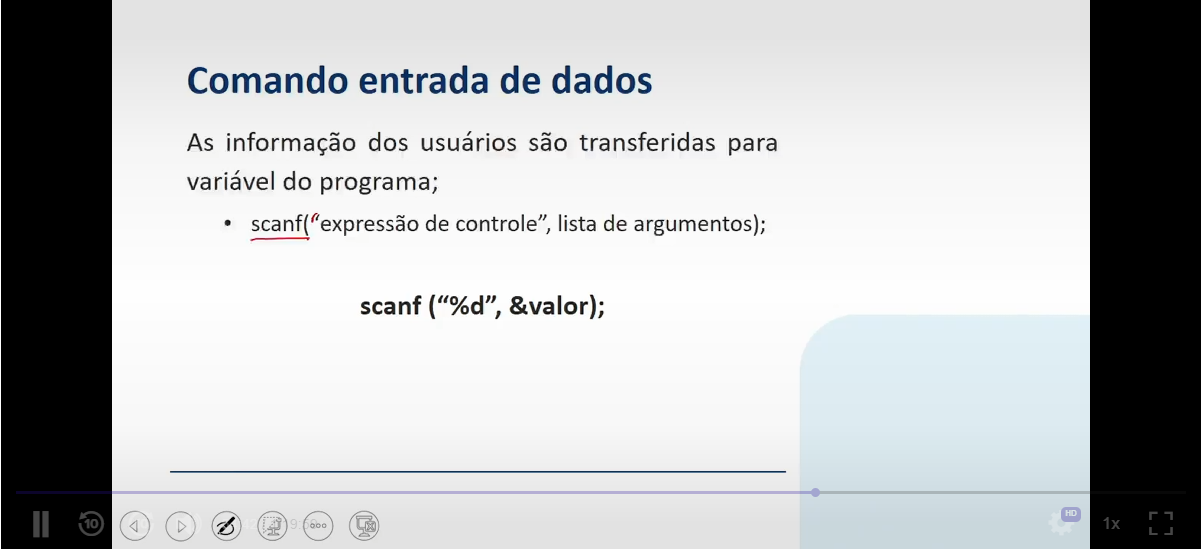 Comando entrada de dados
As informação dos usuários são transferidas para
variável do programa;
• scanf(“expressão de controle”, lista de argumentos);
scanf (“%d”, &valor);
HD
10
1x